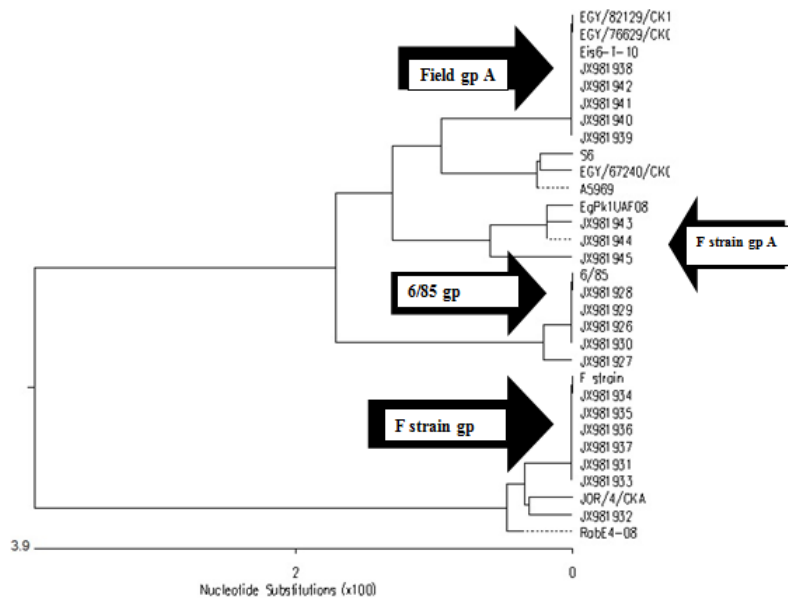 EGY/82129/CK1
EGY/76629/CK(
Eis6-T-10
JX981938
JX981942
JX981941
JX981940
JX981939
S6
EGY/67240/CK(
A5969
EgPk1UAF08
JX981943
JX981944
JX981945
6/85
JX981928
JX981929
JX981926
JX981930
JX981927
F strain
JX981934
JX981935
JX981936
JX981937
JX981931
JX981933
JOR/4/CKA
JX981932
RabE4-08
Field gp A
F strain gp A
6/85 gp
F strain gp
3.9
2
0
Nucleotide Substitutions (x100)